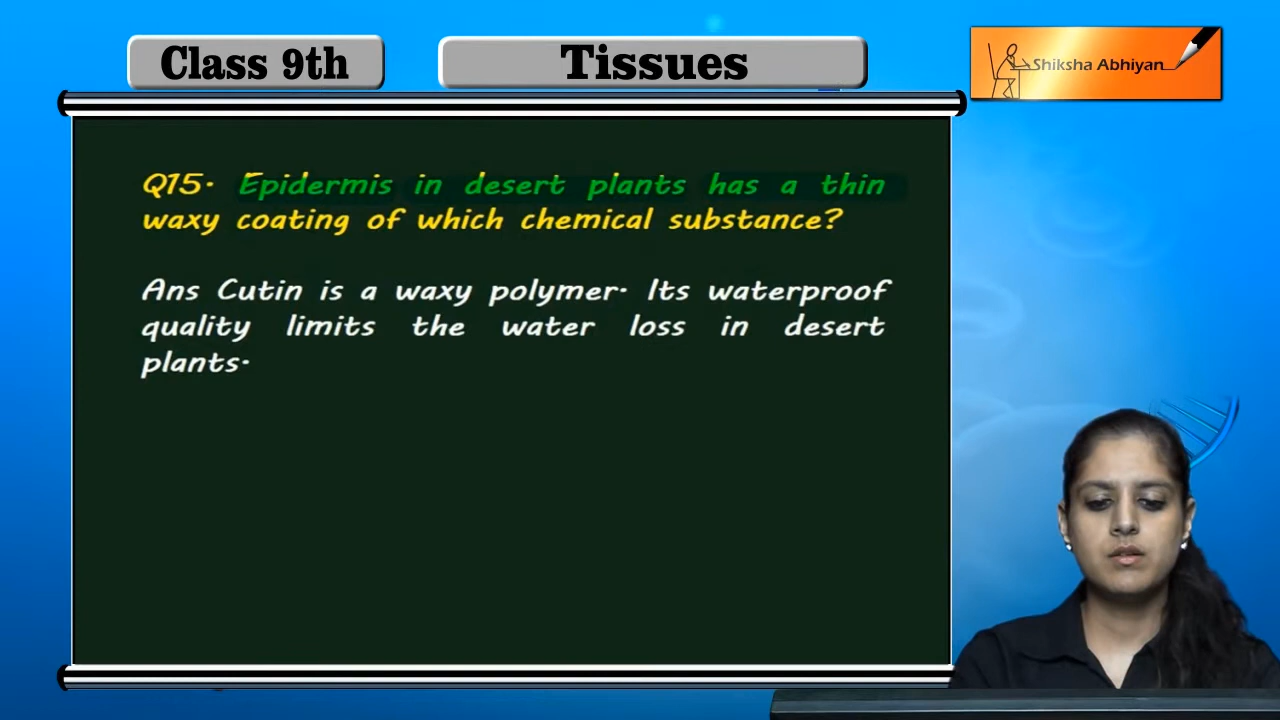 Class 9th
Tissues
Shiksha Abhiyan
Q15. Epidermis in desert plants has a thin
waxy coating of which chemical substance?
Ans Cutin is a waxy polymer. Its waterproof
quality limits the water loss in desert
plants.